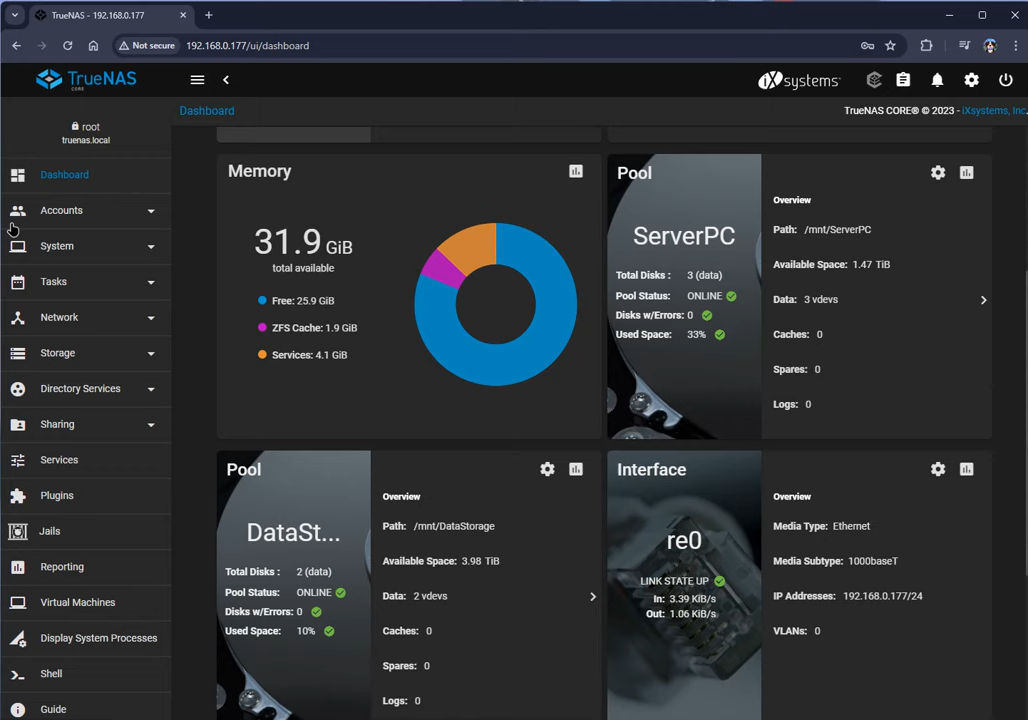 TrueNAS - 192.168.0.177
Not secure
192.168.0.177/ui/dashboard
TrueNAS
CORE
iXsystems
Dashboard
TrueNAS CORE® © 2023 - iXsystems, Inc.
root
truenas.local
Dashboard
Accounts
System
Tasks
Network
Storage
Directory Services
Sharing
Services
Plugins
Jails
Reporting
Virtual Machines
Display System Processes
Shell
Guide
Memory
31.9 GiB
total available
Free: 25.9 GiB
ZFS Cache: 1.9 GiB
Services: 4.1 GiB
Pool
ServerPC
Total Disks : 3 (data)
Pool Status: ONLINE
Disks w/Errors: 0
Used Space: 33%
Overview
Path: /mnt/ServerPC
Available Space: 1.47 TiB
Data: 3 vdevs
Caches: 0
Spares: 0
Logs: 0
Pool
DataSt...
Total Disks : 2 (data)
Pool Status: ONLINE
Disks w/Errors: 0
Used Space: 10%
Overview
Path: /mnt/DataStorage
Available Space: 3.98 TiB
Data: 2 vdevs
Caches: 0
Spares: 0
Logs: 0
Interface
re0
LINK STATE UP
In: 3.39 KiB/s
Out: 1.06 KiB/s
Overview
Media Type: Ethernet
Media Subtype: 1000baseT
IP Addresses: 192.168.0.177/24
VLANs: 0